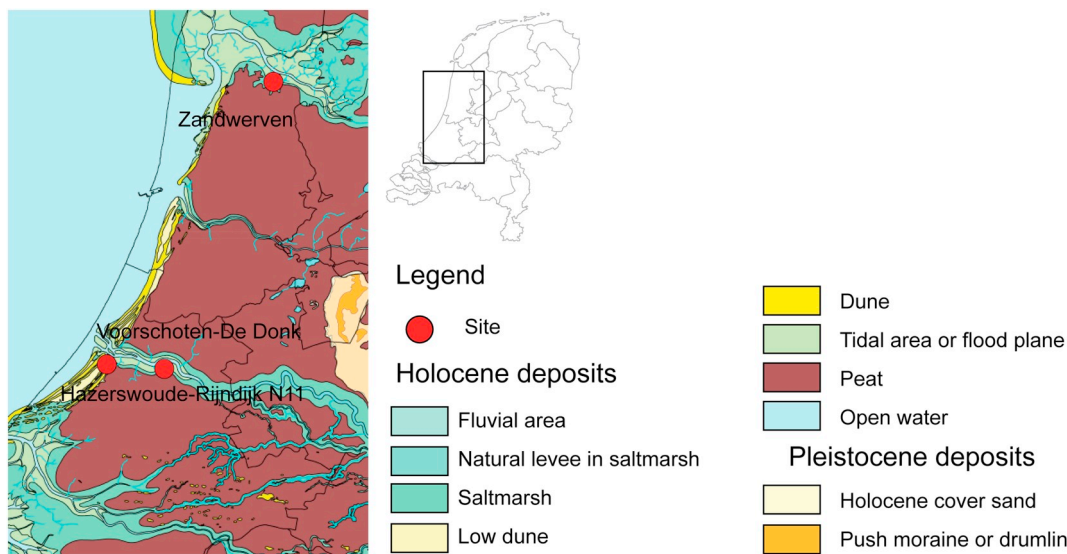 Zandwerven
Voorschoten-De Donk
Hazerswoude-Rijndijk N11
Legend
Site
Holocene deposits
Fluvial area
Natural levee in saltmarsh
Saltmarsh
Low dune
Dune
Tidal area or flood plane
Peat
Open water
Pleistocene deposits
Holocene cover sand
Push moraine or drumlin